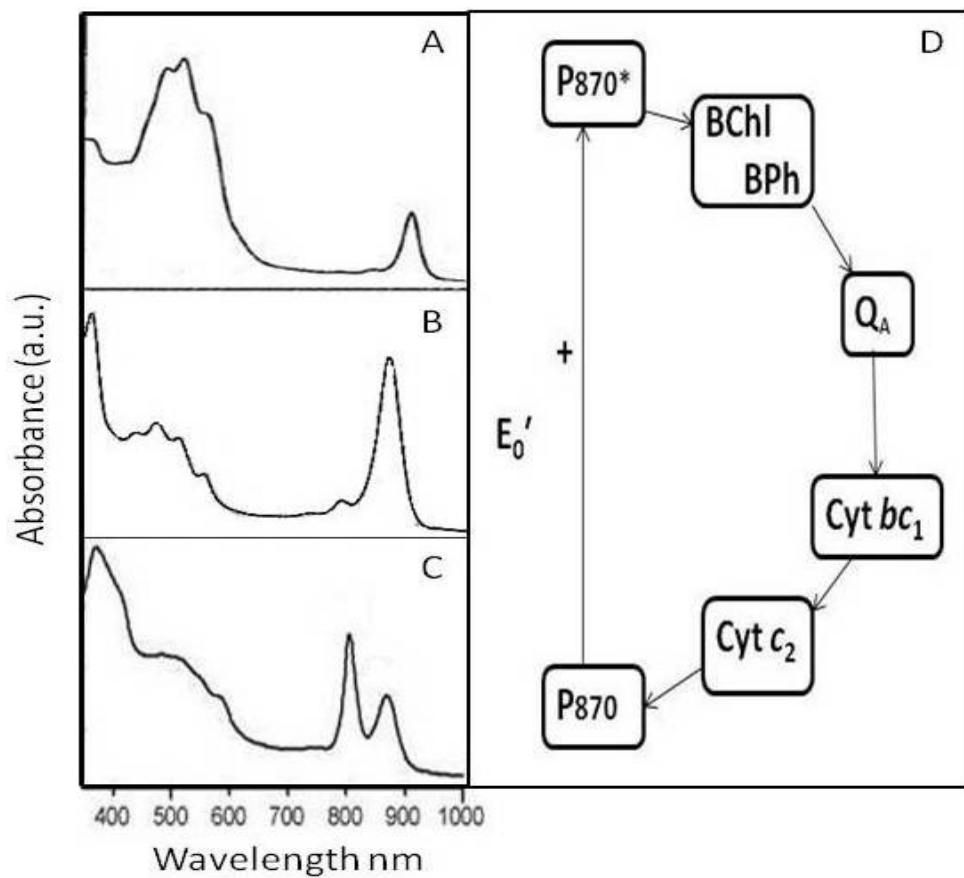 A
B
C
Absorbance (a.u.)
400 500 600 700 800 900 1000
Wavelength nm
D
P870*
BChl
BPh
QA
+
E₀′
Cyt bc₁
Cyt c₂
P870